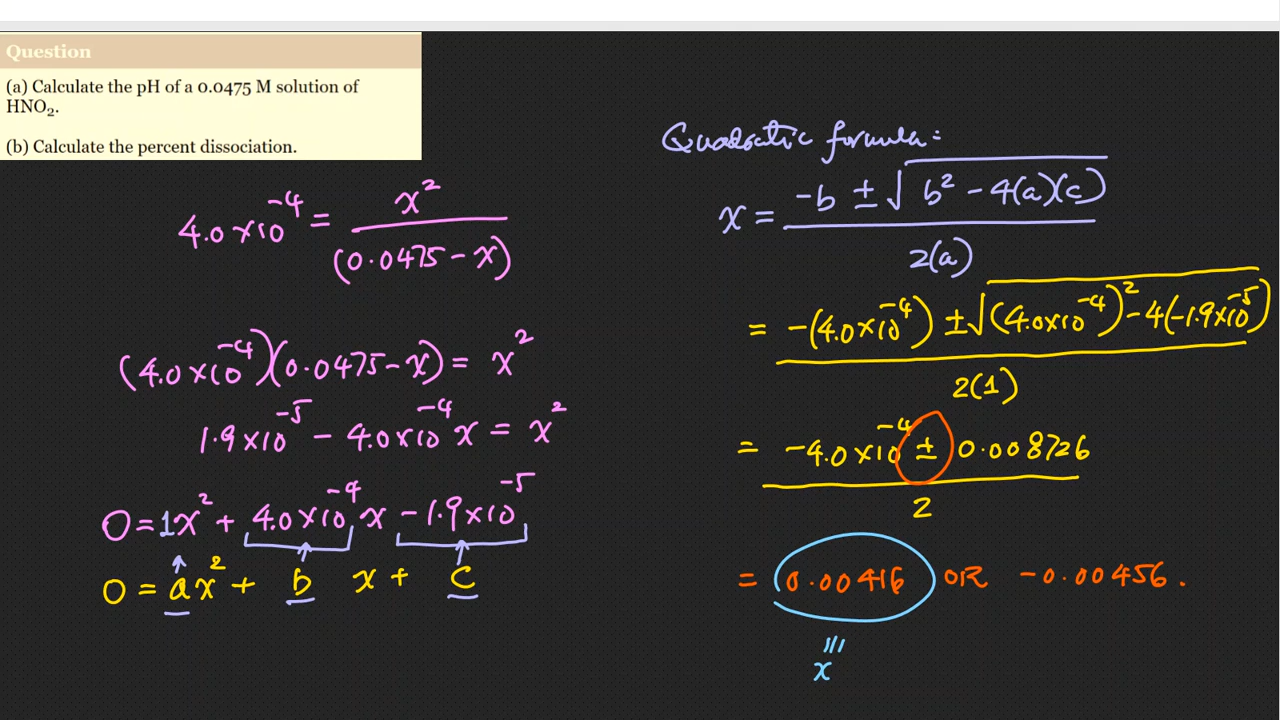 Question
(a) Calculate the pH of a 0.0475 M solution of
HNO₂.
(b) Calculate the percent dissociation.
4.0×10⁻⁴ = x² / (0.0475 − x)
(4.0×10⁻⁴)(0.0475 − x) = x²
1.9×10⁻⁵ − 4.0×10⁻⁴x = x²
0 = 1x² + 4.0×10⁻⁴ x − 1.9×10⁻⁵
0 = ax² + b x + c
Quadratic formula:
x = −b ± √(b² − 4(a)(c)) / 2(a)
= −(4.0×10⁻⁴) ± √((4.0×10⁻⁴)² − 4(−1.9×10⁻⁵)) / 2(1)
= −4.0×10⁻⁴ ± 0.008726 / 2
= 0.00416 OR −0.00456.
x